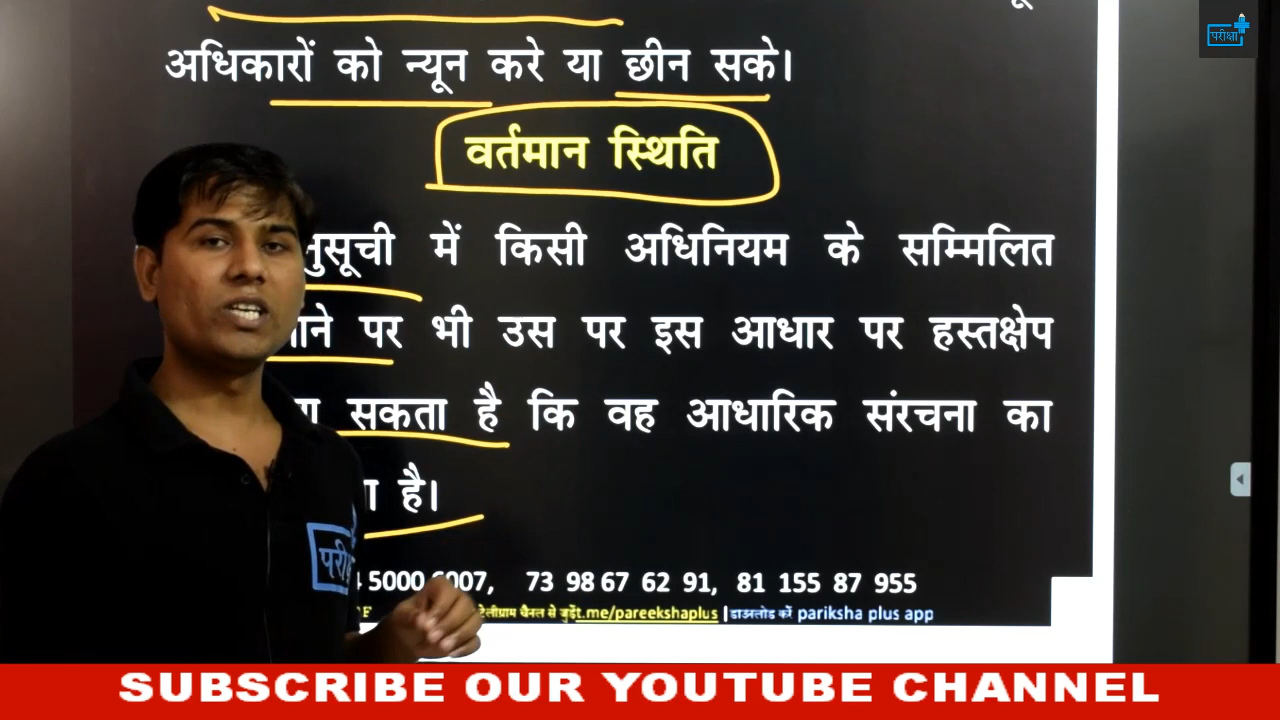 परीक्षा
अधिकारों को न्यून करे या छीन सके।
वर्तमान स्थिति
में किसी अधिनियम के सम्मिलित
पर भी उस पर इस आधार पर हस्तक्षेप
सकता है कि वह आधारिक संरचना का
है।
5000 6007, 73 98 67 62 91, 81 155 87 955
टेलीग्राम चैनल से जुड़ें t.me/pareekshaplus | डाउनलोड करें pariksha plus app
SUBSCRIBE OUR YOUTUBE CHANNEL